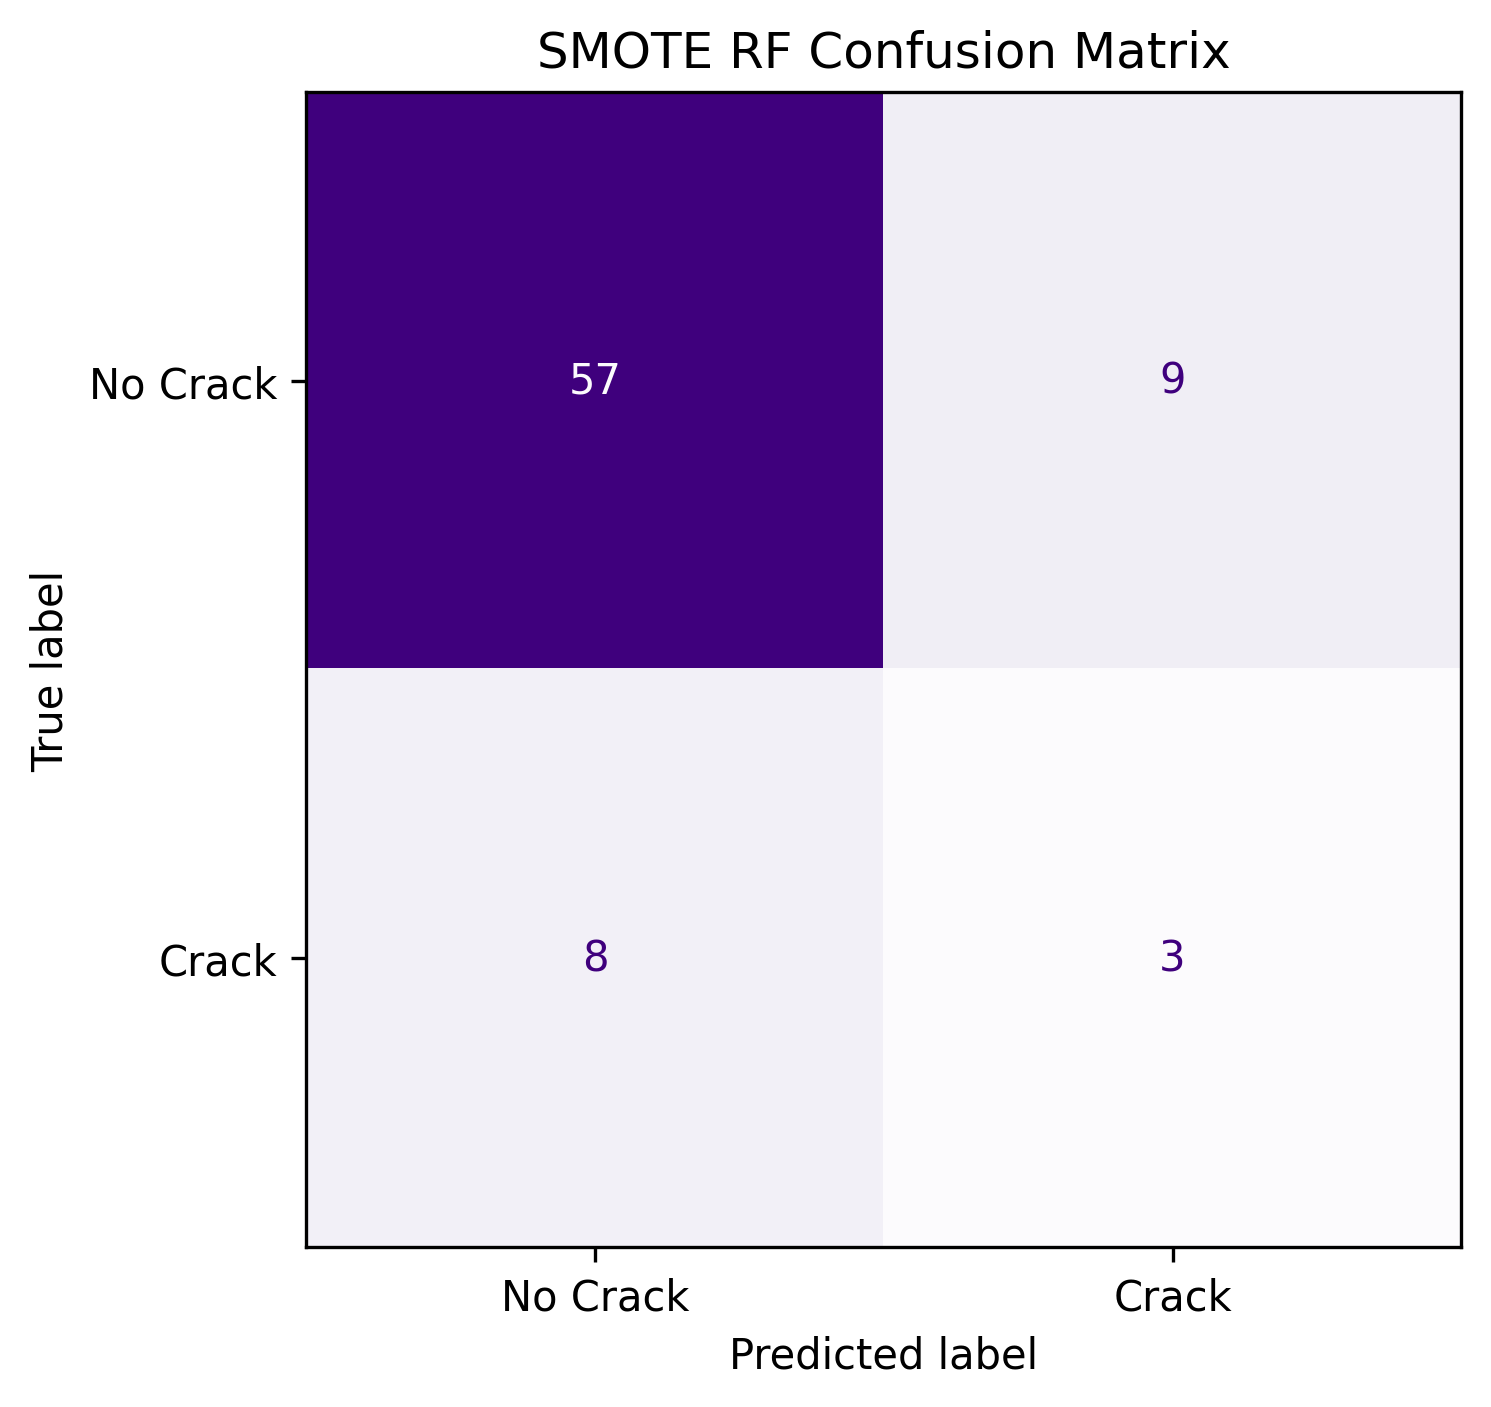 SMOTE RF Confusion Matrix
True label
No Crack
57
9
Crack
8
3
No Crack
Crack
Predicted label